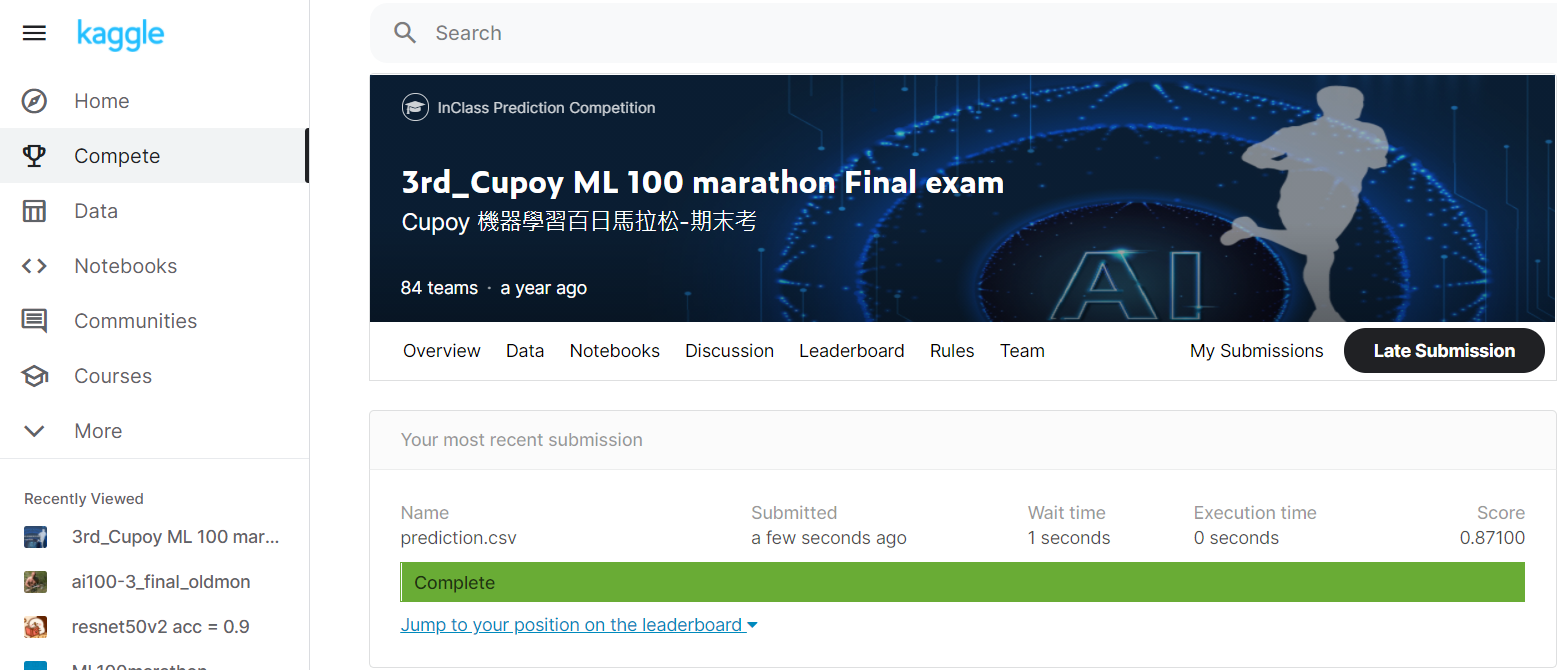 kaggle
Search
Home
Compete
Data
Notebooks
Communities
Courses
More
Recently Viewed
3rd_Cupoy ML 100 mar...
ai100-3_final_oldmon
resnet50v2 acc = 0.9
ML100marathon
InClass Prediction Competition
3rd_Cupoy ML 100 marathon Final exam
Cupoy 機器學習百日馬拉松-期末考
84 teams · a year ago
AI
Overview Data Notebooks Discussion Leaderboard Rules Team My Submissions Late Submission
Your most recent submission
Name Submitted Wait time Execution time Score
prediction.csv a few seconds ago 1 seconds 0 seconds 0.87100
Complete
Jump to your position on the leaderboard